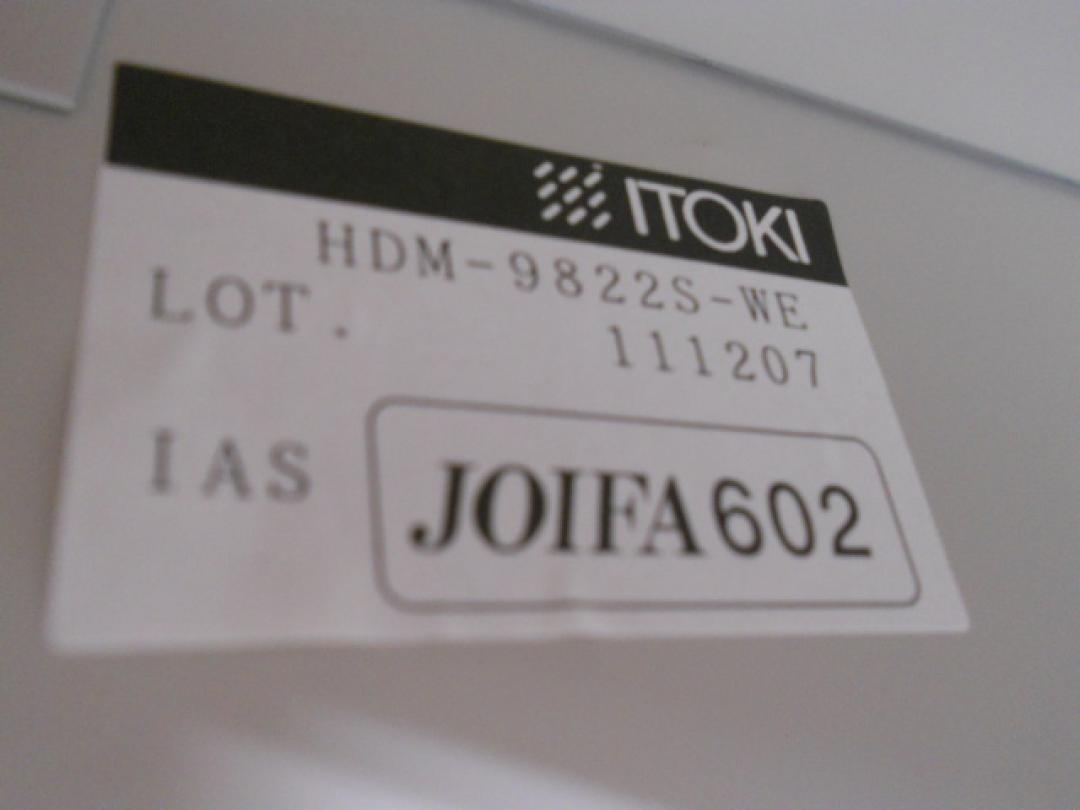 ITOKI
HDM-9822S-WE
LOT. 111207
IAS JOIFA602